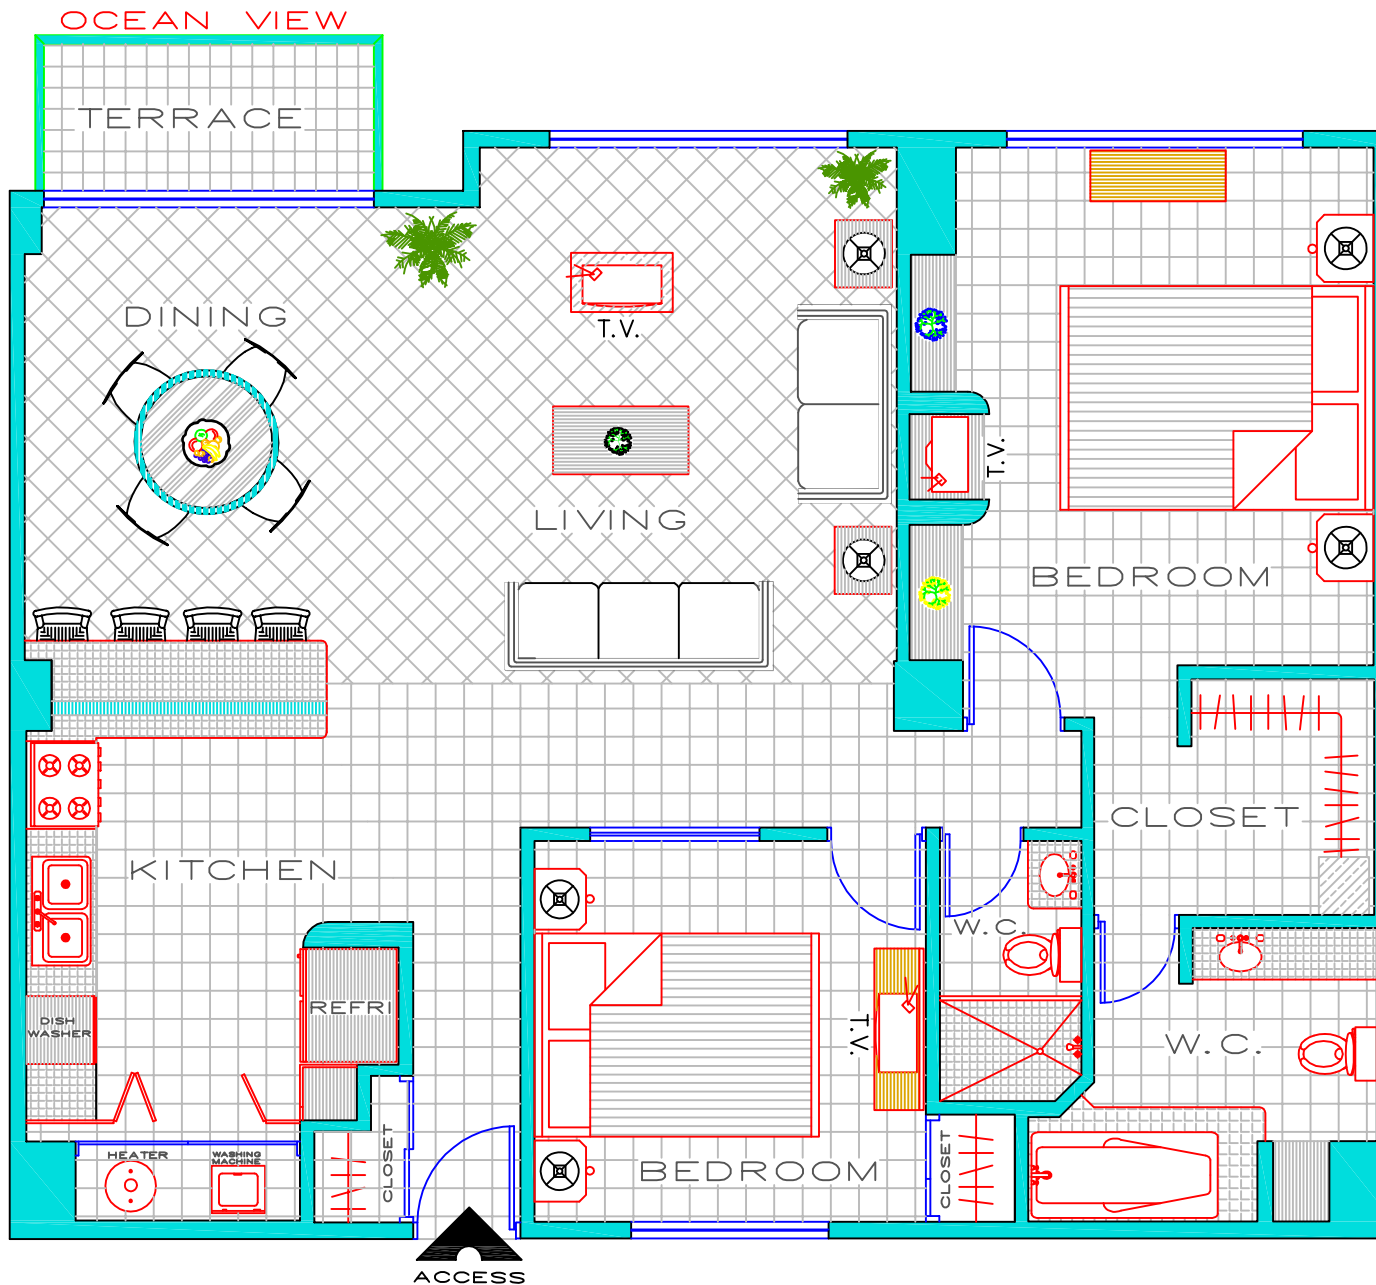 OCEAN VIEW
TERRACE
DINING
T.V.
LIVING
T.V.
BEDROOM
CLOSET
KITCHEN
W.C.
REFRI
DISH
WASHER
T.V.
W.C.
HEATER
WASHING
MACHINE
CLOSET
BEDROOM
CLOSET
ACCESS